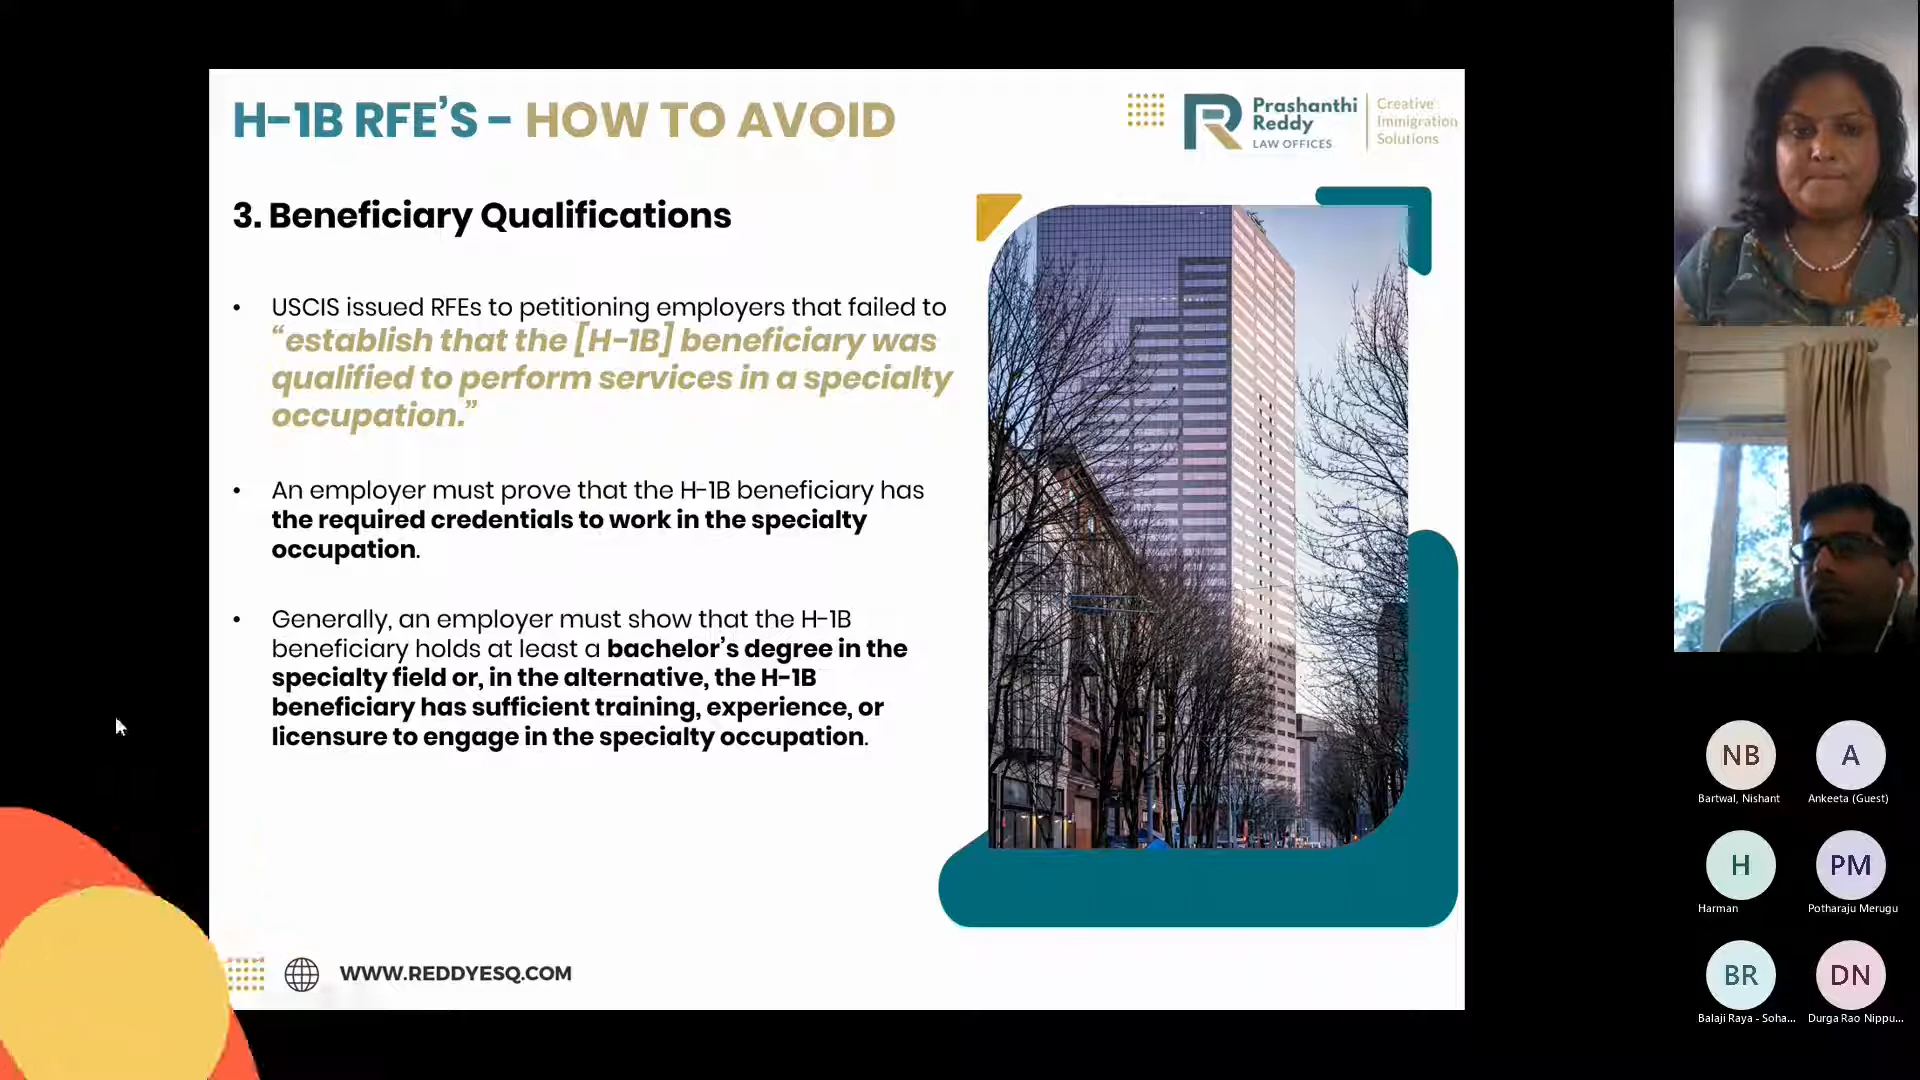 H-1B RFE’S - HOW TO AVOID
Prashanthi
Reddy
LAW OFFICES
Creative
Immigration
Solutions
3. Beneficiary Qualifications
• USCIS issued RFEs to petitioning employers that failed to
“establish that the [H-1B] beneficiary was
qualified to perform services in a specialty
occupation.”
• An employer must prove that the H-1B beneficiary has
the required credentials to work in the specialty
occupation.
• Generally, an employer must show that the H-1B
beneficiary holds at least a bachelor’s degree in the
specialty field or, in the alternative, the H-1B
beneficiary has sufficient training, experience, or
licensure to engage in the specialty occupation.
WWW.REDDYESQ.COM
NB
Bartwal, Nishant
A
Ankeeta (Guest)
H
Harman
PM
Potharaju Merugu
BR
Balaji Raya - Soha...
DN
Durga Rao Nippu...